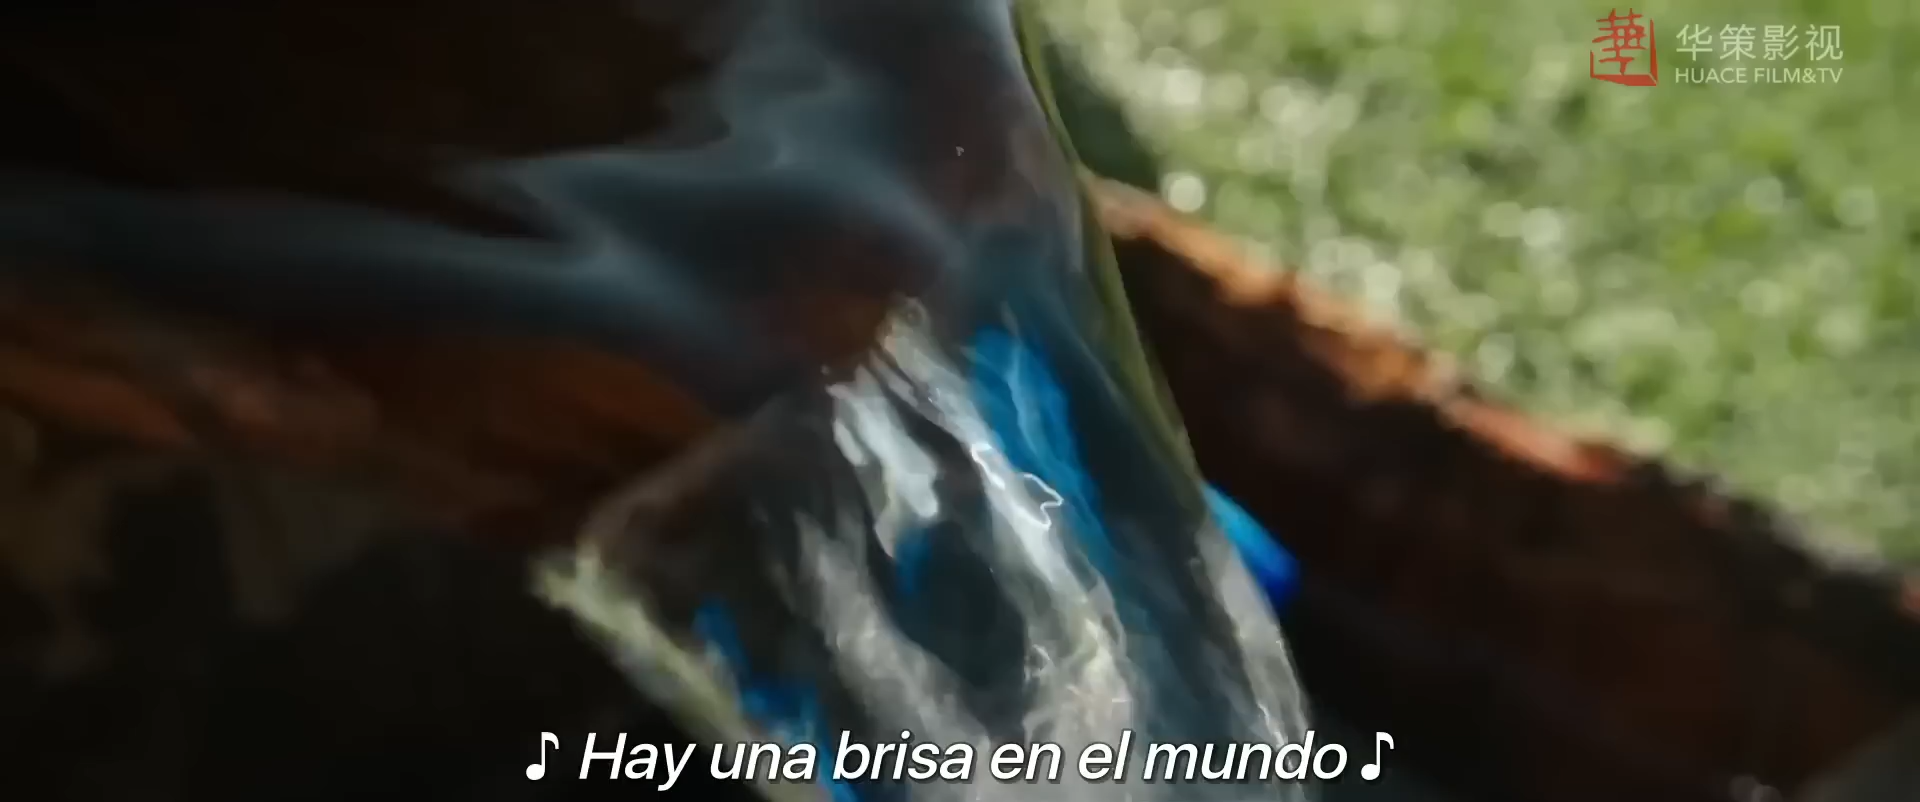 華 华策影视
HUACE FILM&TV
♪ Hay una brisa en el mundo ♪